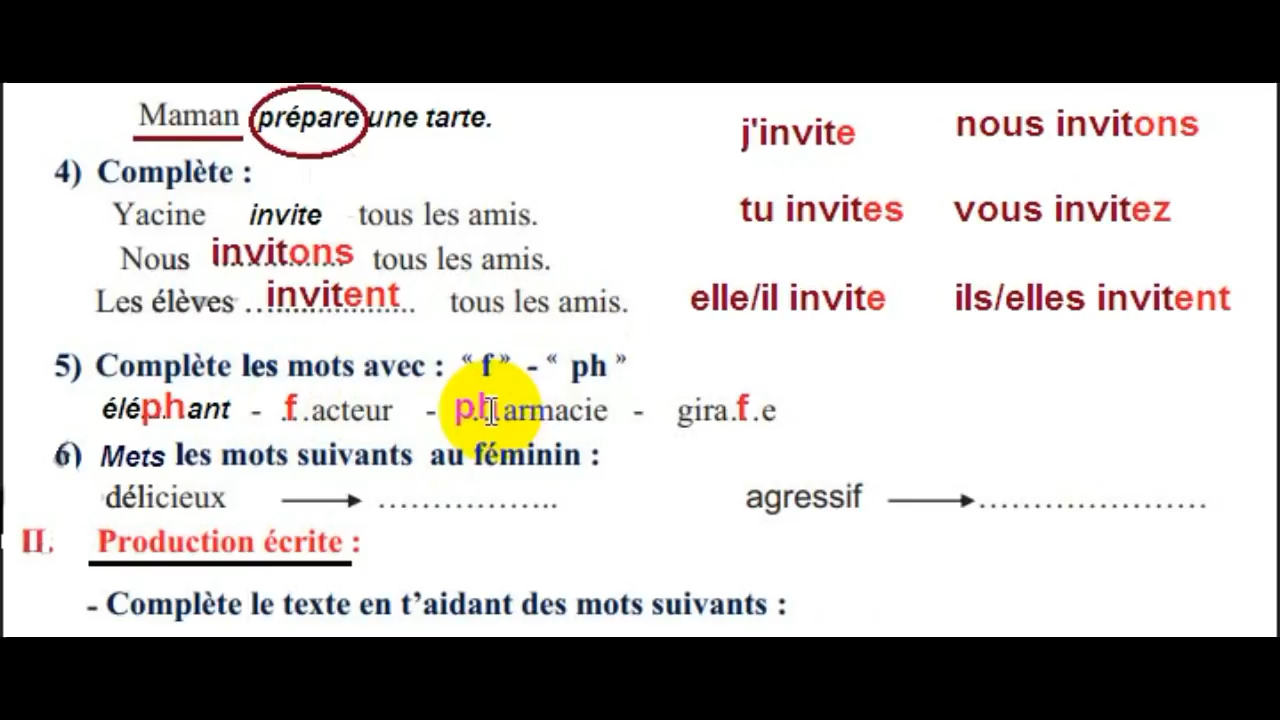 Maman prépare une tarte.
j'invite nous invitons
4) Complète :
Yacine invite tous les amis.
tu invites vous invitez
Nous invitons tous les amis.
Les élèves ..invitent.. tous les amis.
elle/il invite ils/elles invitent
5) Complète les mots avec : “ f ” - “ ph ”
éléphant - .f.acteur - pharmacie - gira.f.e
6) Mets les mots suivants au féminin :
délicieux ⟶ ...................... agressif ⟶ ......................
II. Production écrite :
- Complète le texte en t’aidant des mots suivants :